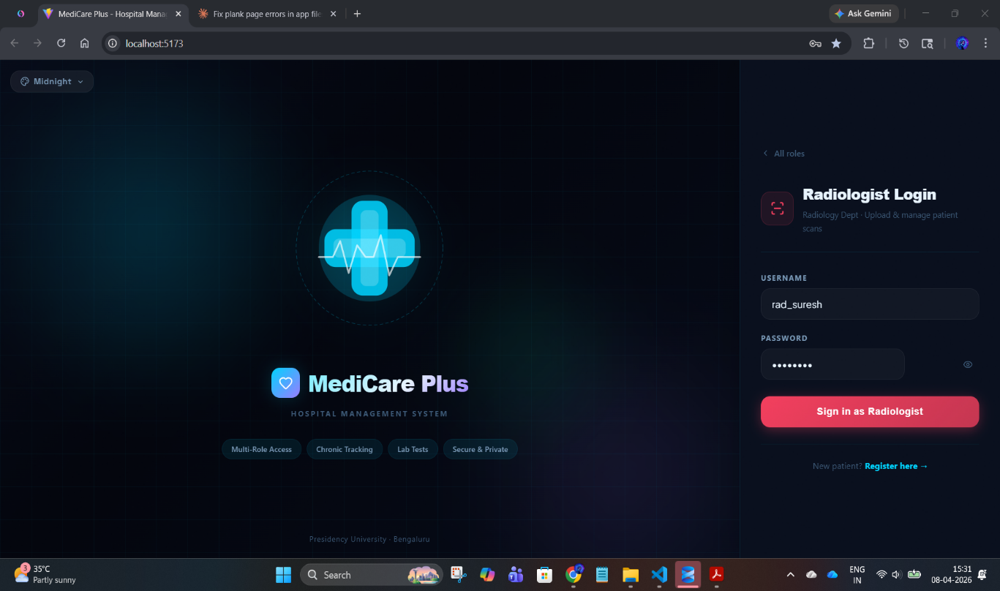 MediCare Plus - Hospital Mana
Fix plank page errors in app file
Ask Gemini
localhost:5173
Midnight
MediCare Plus
HOSPITAL MANAGEMENT SYSTEM
Multi-Role Access
Chronic Tracking
Lab Tests
Secure & Private
Presidency University · Bengaluru
All roles
Radiologist Login
Radiology Dept · Upload & manage patient
scans
USERNAME
rad_suresh
PASSWORD
••••••••
Sign in as Radiologist
New patient? Register here →
3
35°C
Partly sunny
Search
ENG
IN
15:31
08-04-2026